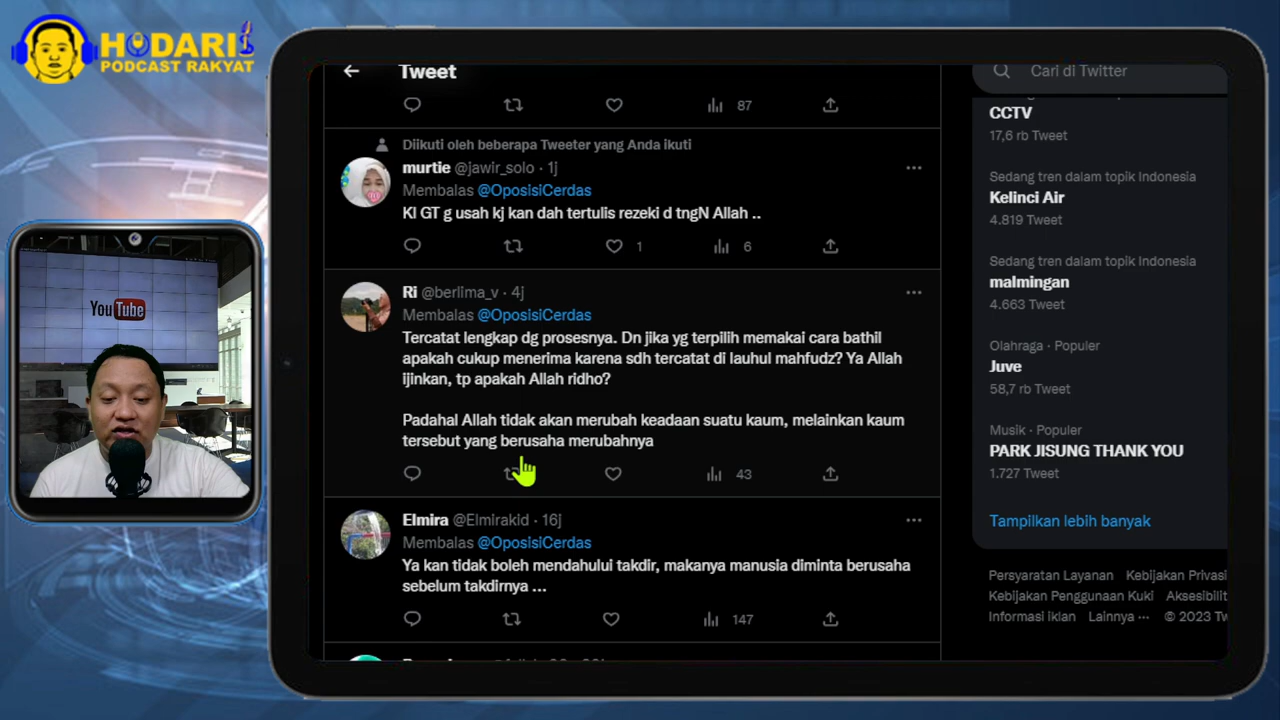 HODARI
PODCAST RAKYAT
YouTube
Tweet
87
Diikuti oleh beberapa Tweeter yang Anda ikuti
murtie @jawir_solo · 1j
Membalas @OposisiCerdas
Kl GT g usah kj kan dah tertulis rezeki d tngN Allah ..
1
6
Ri @berlima_v · 4j
Membalas @OposisiCerdas
Tercatat lengkap dg prosesnya. Dn jika yg terpilih memakai cara bathil
apakah cukup menerima karena sdh tercatat di lauhul mahfudz? Ya Allah
ijinkan, tp apakah Allah ridho?
Padahal Allah tidak akan merubah keadaan suatu kaum, melainkan kaum
tersebut yang berusaha merubahnya
43
Elmira @Elmirakid · 16j
Membalas @OposisiCerdas
Ya kan tidak boleh mendahului takdir, makanya manusia diminta berusaha
sebelum takdirnya ...
147
Cari di Twitter
CCTV
17,6 rb Tweet
Sedang tren dalam topik Indonesia
Kelinci Air
4.819 Tweet
Sedang tren dalam topik Indonesia
malmingan
4.663 Tweet
Olahraga · Populer
Juve
58,7 rb Tweet
Musik · Populer
PARK JISUNG THANK YOU
1.727 Tweet
Tampilkan lebih banyak
Persyaratan Layanan Kebijakan Privasi
Kebijakan Penggunaan Kuki Aksesibilit
Informasi iklan Lainnya ··· © 2023 Tw